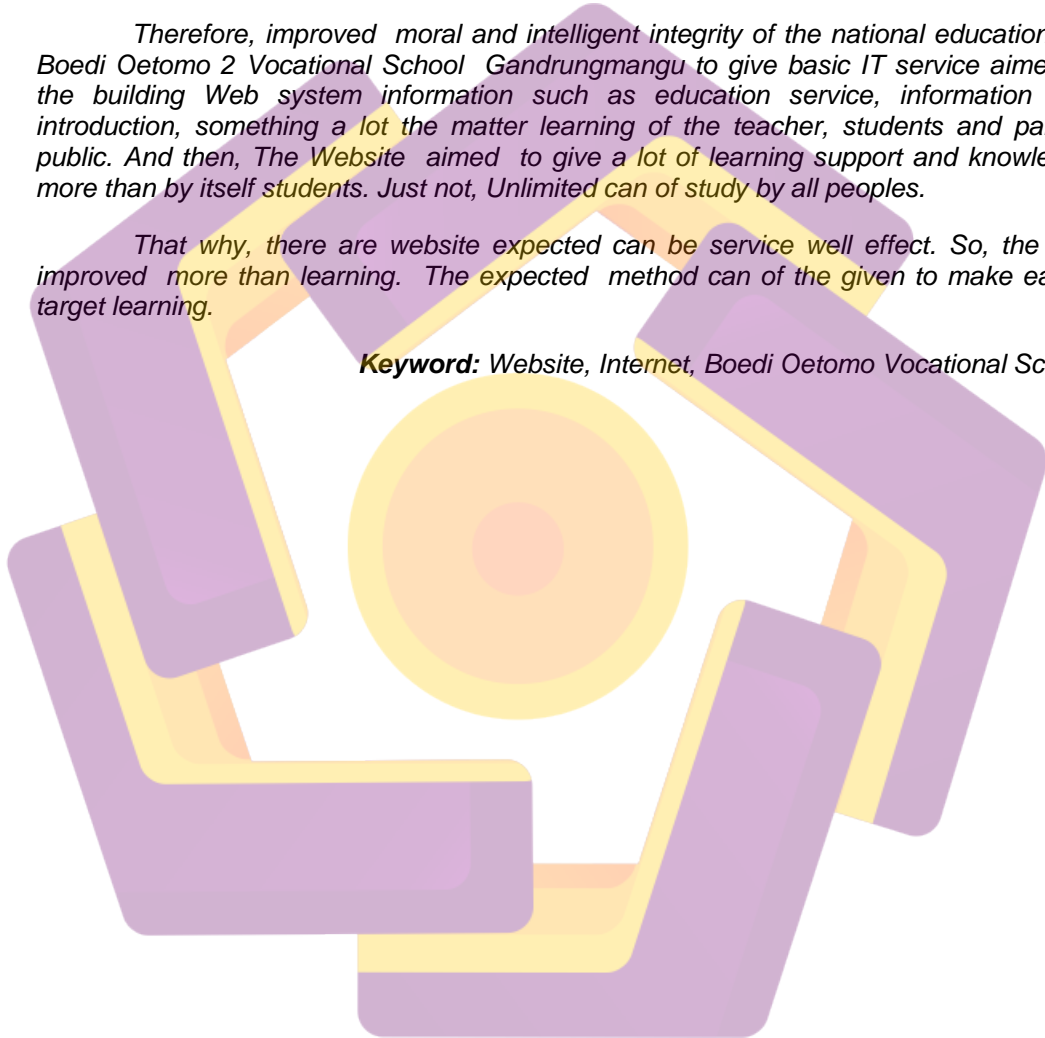 Therefore, improved moral and intelligent integrity of the national education
Boedi Oetomo 2 Vocational School Gandrungmangu to give basic IT service aime
the building Web system information such as education service, information
introduction, something a lot the matter learning of the teacher, students and pa
public. And then, The Website aimed to give a lot of learning support and knowle
more than by itself students. Just not, Unlimited can of study by all peoples.
That why, there are website expected can be service well effect. So, the
improved more than learning. The expected method can of the given to make ea
target learning.
Keyword: Website, Internet, Boedi Oetomo Vocational Sc